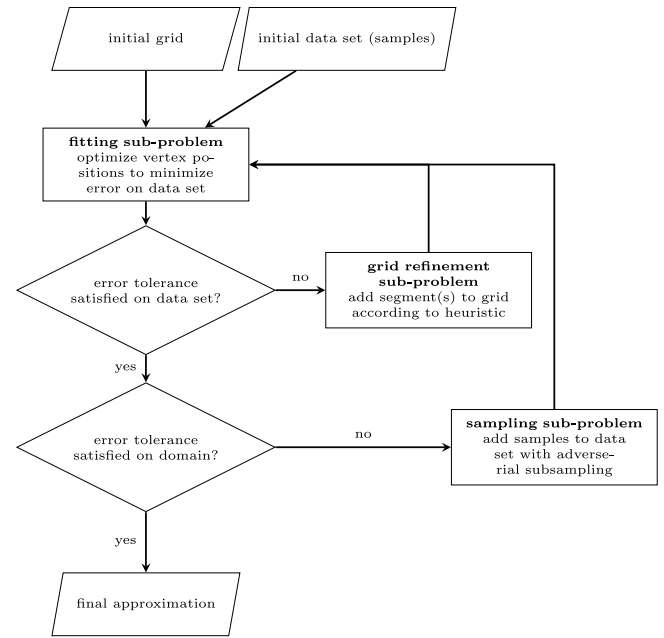 initial grid
initial data set (samples)
fitting sub-problem
optimize vertex po-
sitions to minimize
error on data set
error tolerance
satisfied on data set?
no
grid refinement
sub-problem
add segment(s) to grid
according to heuristic
yes
error tolerance
satisfied on domain?
no
sampling sub-problem
add samples to data
set with adverse-
rial subsampling
yes
final approximation